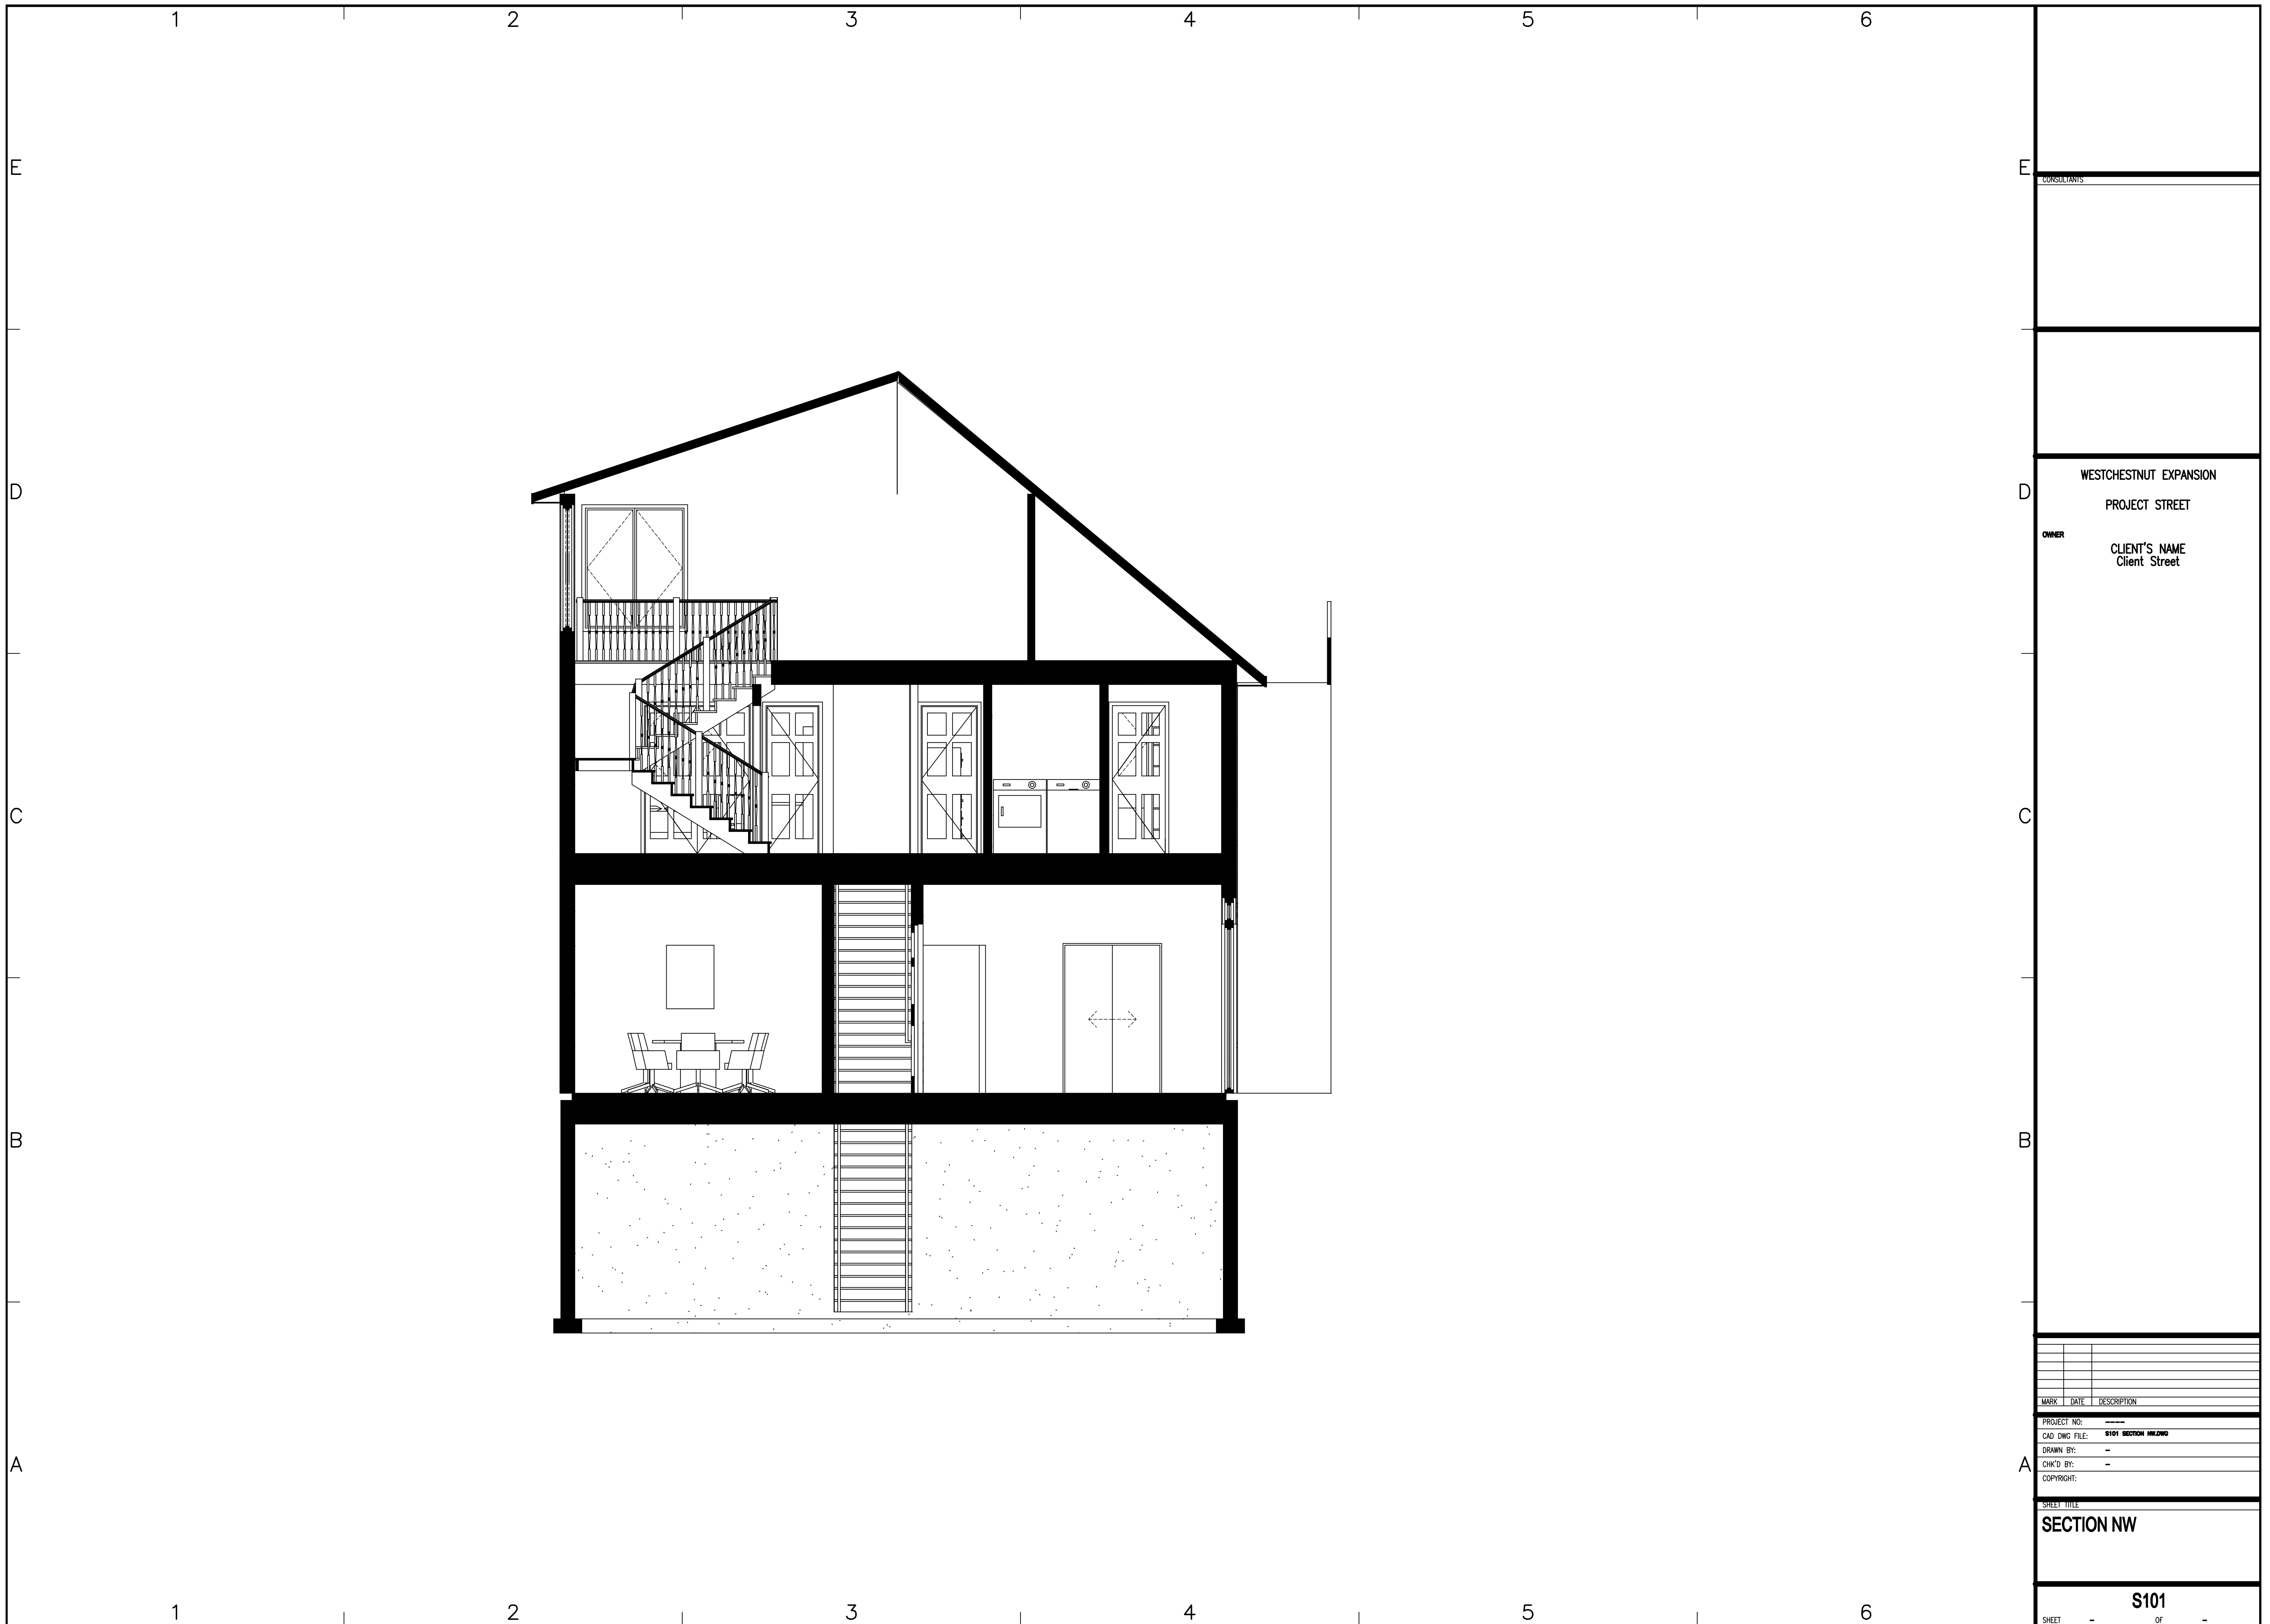 1 2 3 4 5 6
E E
CONSULTANTS
WESTCHESTNUT EXPANSION
D D
PROJECT STREET
OWNER
CLIENT'S NAME
Client Street
C C
B B
MARK DATE DESCRIPTION
PROJECT NO: ----
CAD DWG FILE: S101 SECTION NW.DWG
DRAWN BY: -
A A
CHK'D BY: -
COPYRIGHT:
SHEET TITLE
SECTION NW
S101
1 2 3 4 5 6
SHEET - OF -